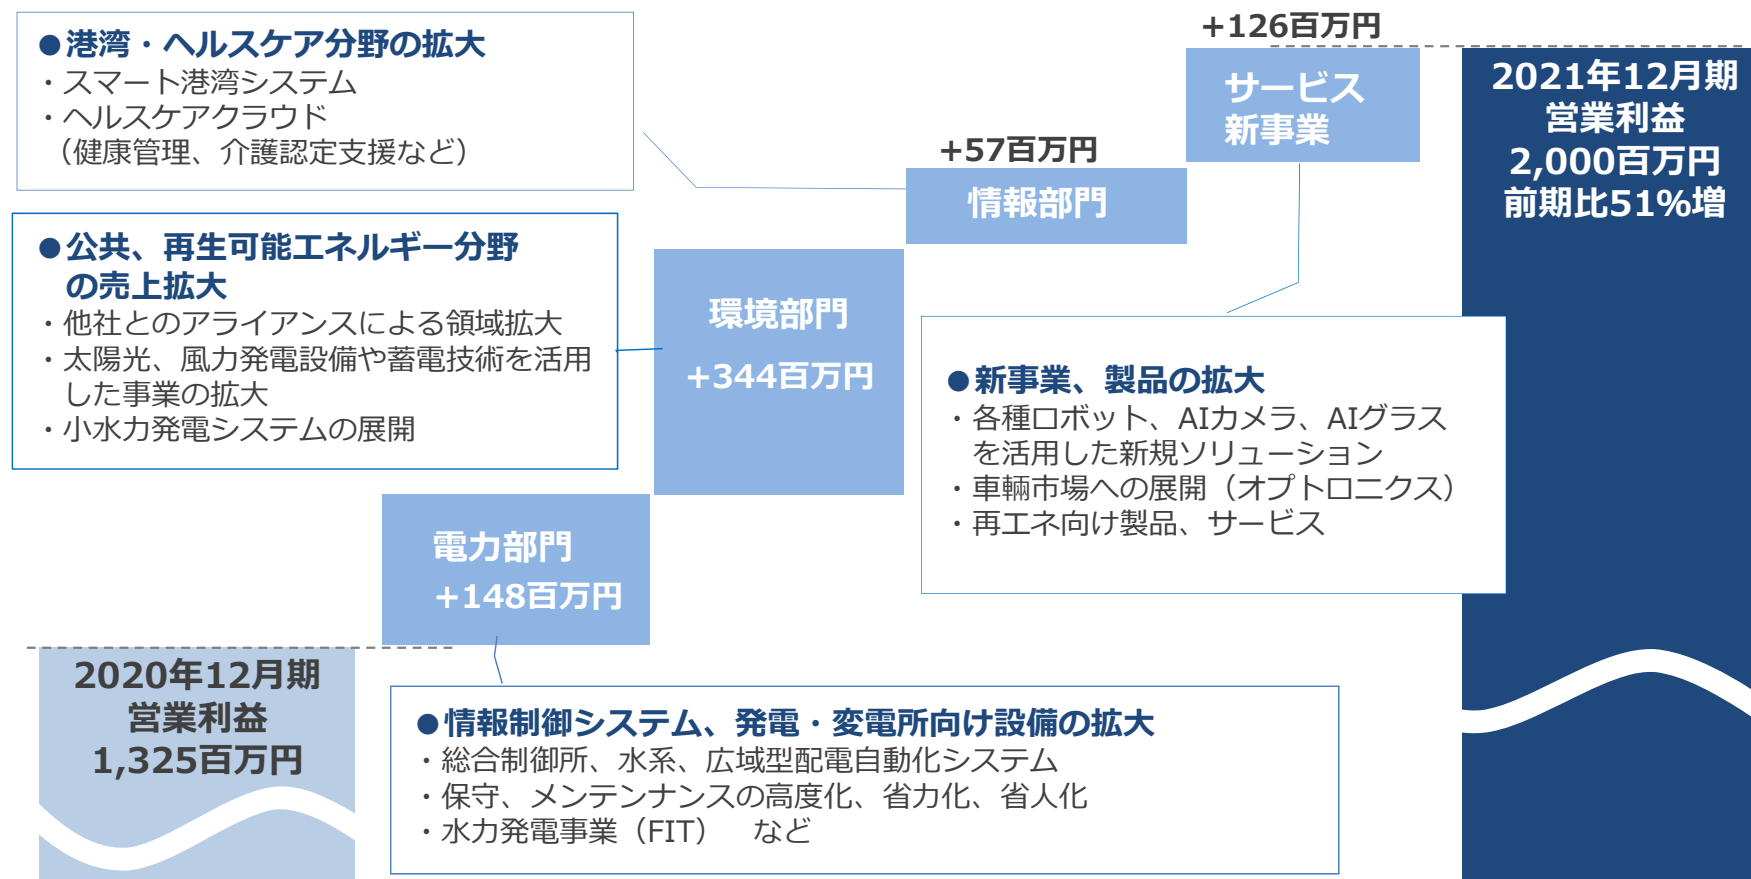 ●港湾・ヘルスケア分野の拡大
・スマート港湾システム
・ヘルスケアクラウド
（健康管理、介護認定支援など）
●公共、再生可能エネルギー分野
の売上拡大
・他社とのアライアンスによる領域拡大
・太陽光、風力発電設備や蓄電技術を活用
した事業の拡大
・小水力発電システムの展開
2020年12月期
営業利益
1,325百万円
電力部門
+148百万円
●情報制御システム、発電・変電所向け設備の拡大
・総合制御所、水系、広域型配電自動化システム
・保守、メンテンナンスの高度化、省力化、省人化
・水力発電事業（FIT）　など
環境部門
+344百万円
+57百万円
情報部門
+126百万円
サービス
新事業
●新事業、製品の拡大
・各種ロボット、AIカメラ、AIグラス
を活用した新規ソリューション
・車輛市場への展開（オプトロニクス）
・再エネ向け製品、サービス
2021年12月期
営業利益
2,000百万円
前期比51%増